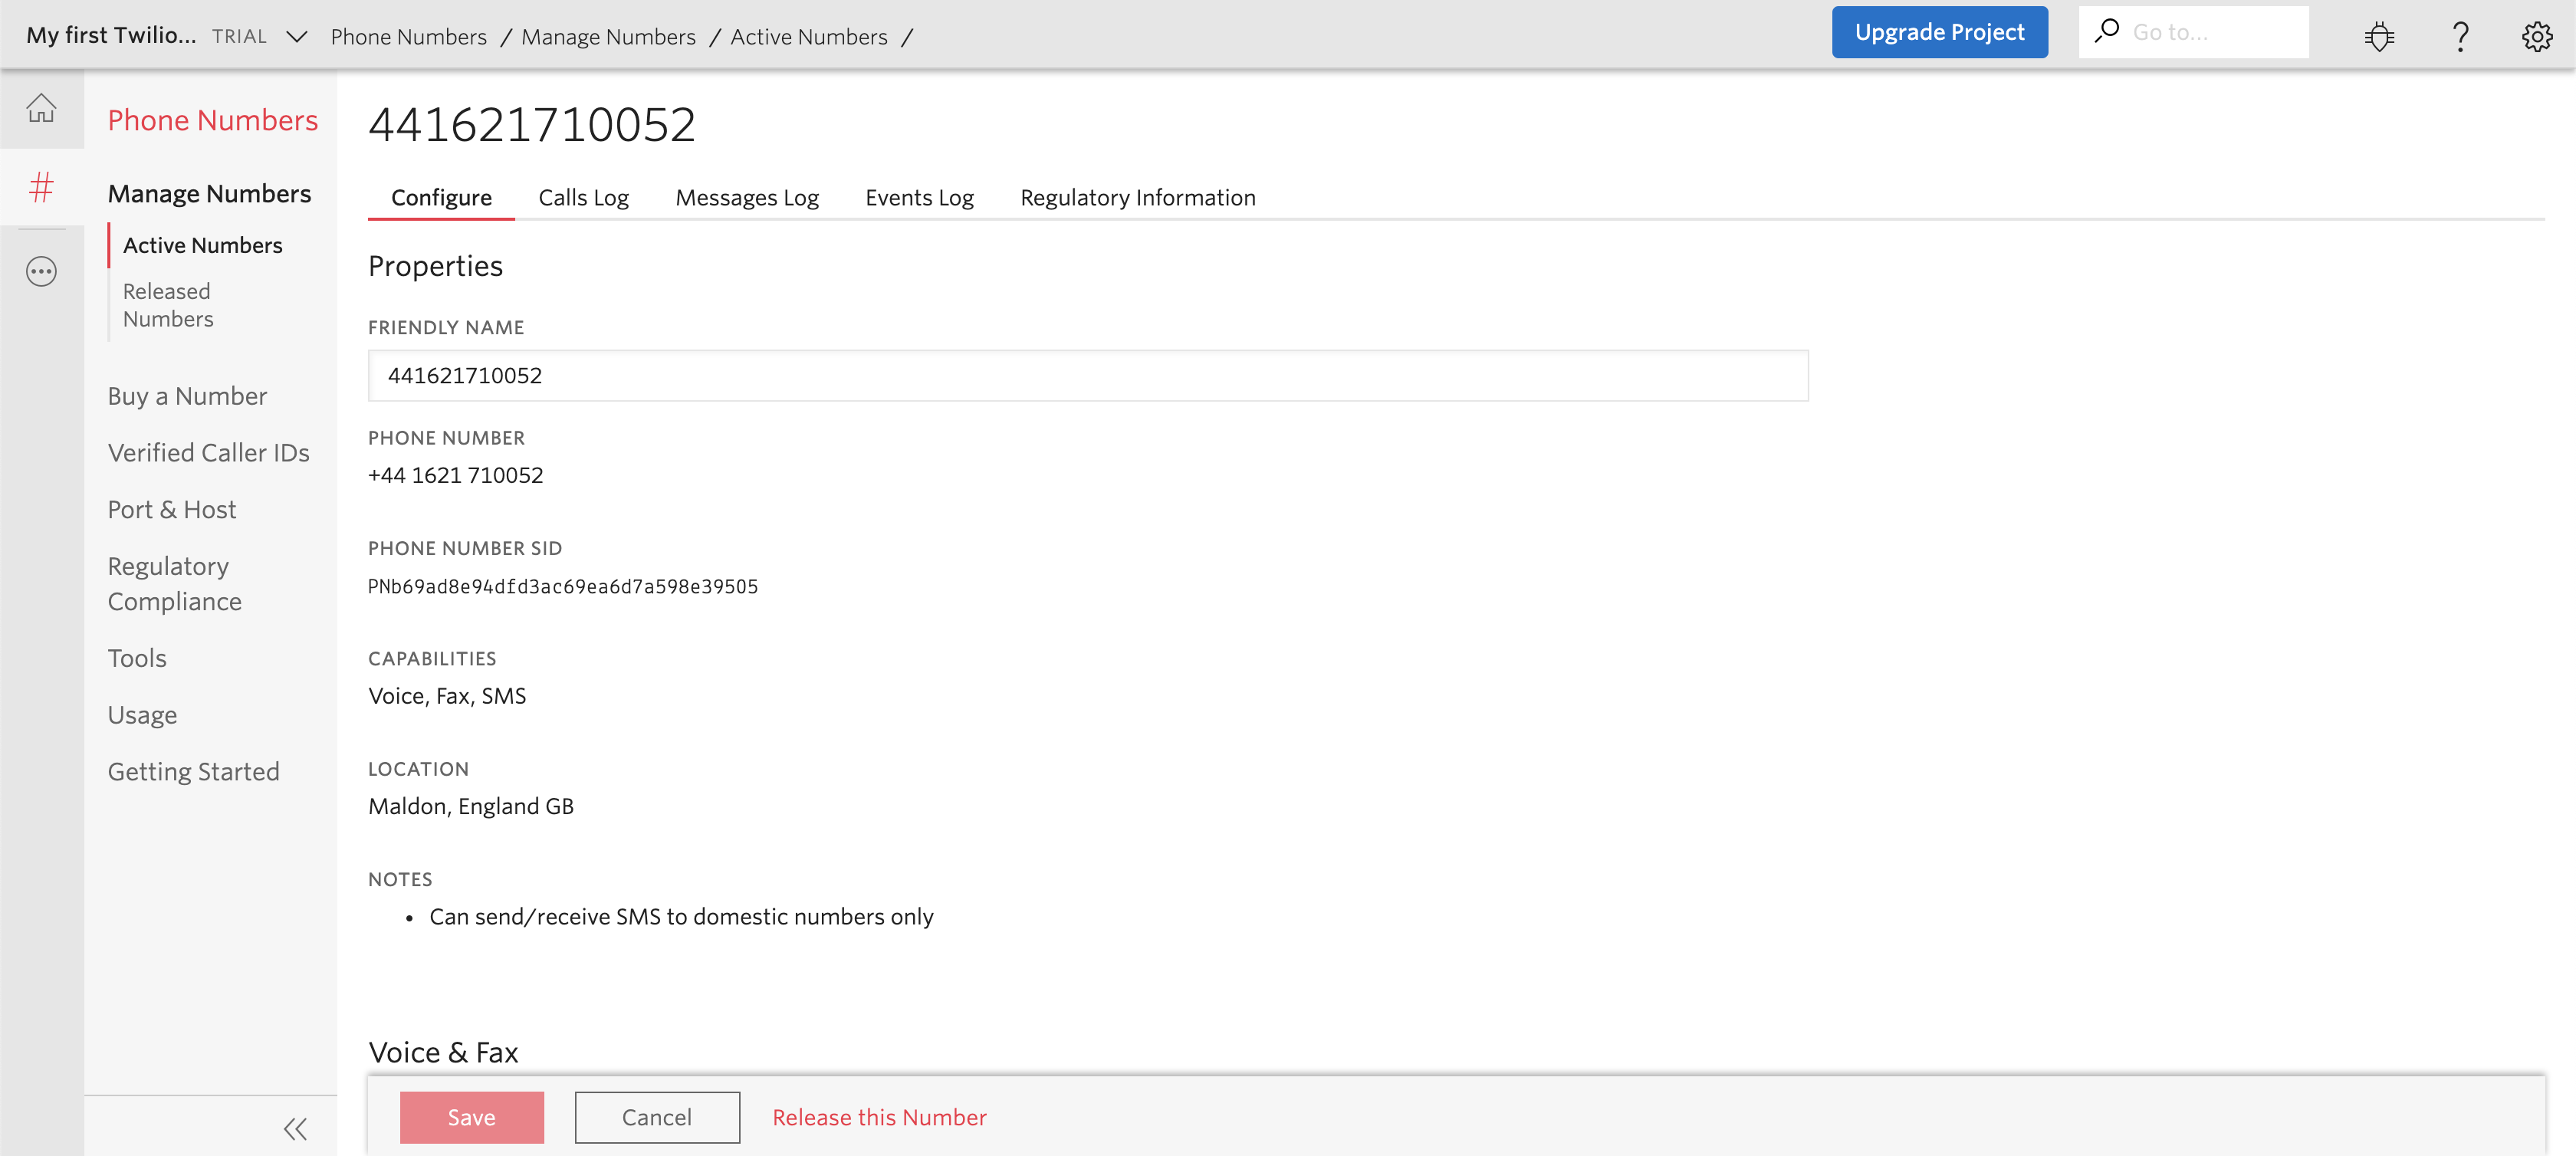 My first Twilio... TRIAL Phone Numbers / Manage Numbers / Active Numbers / Upgrade Project Go to... ?
Phone Numbers
#
Manage Numbers
Active Numbers
Released
Numbers
Buy a Number
Verified Caller IDs
Port & Host
Regulatory
Compliance
Tools
Usage
Getting Started
441621710052
Configure Calls Log Messages Log Events Log Regulatory Information
Properties
FRIENDLY NAME
441621710052
PHONE NUMBER
+44 1621 710052
PHONE NUMBER SID
PNb69ad8e94dfd3ac69ea6d7a598e39505
CAPABILITIES
Voice, Fax, SMS
LOCATION
Maldon, England GB
NOTES
• Can send/receive SMS to domestic numbers only
Voice & Fax
Save Cancel Release this Number